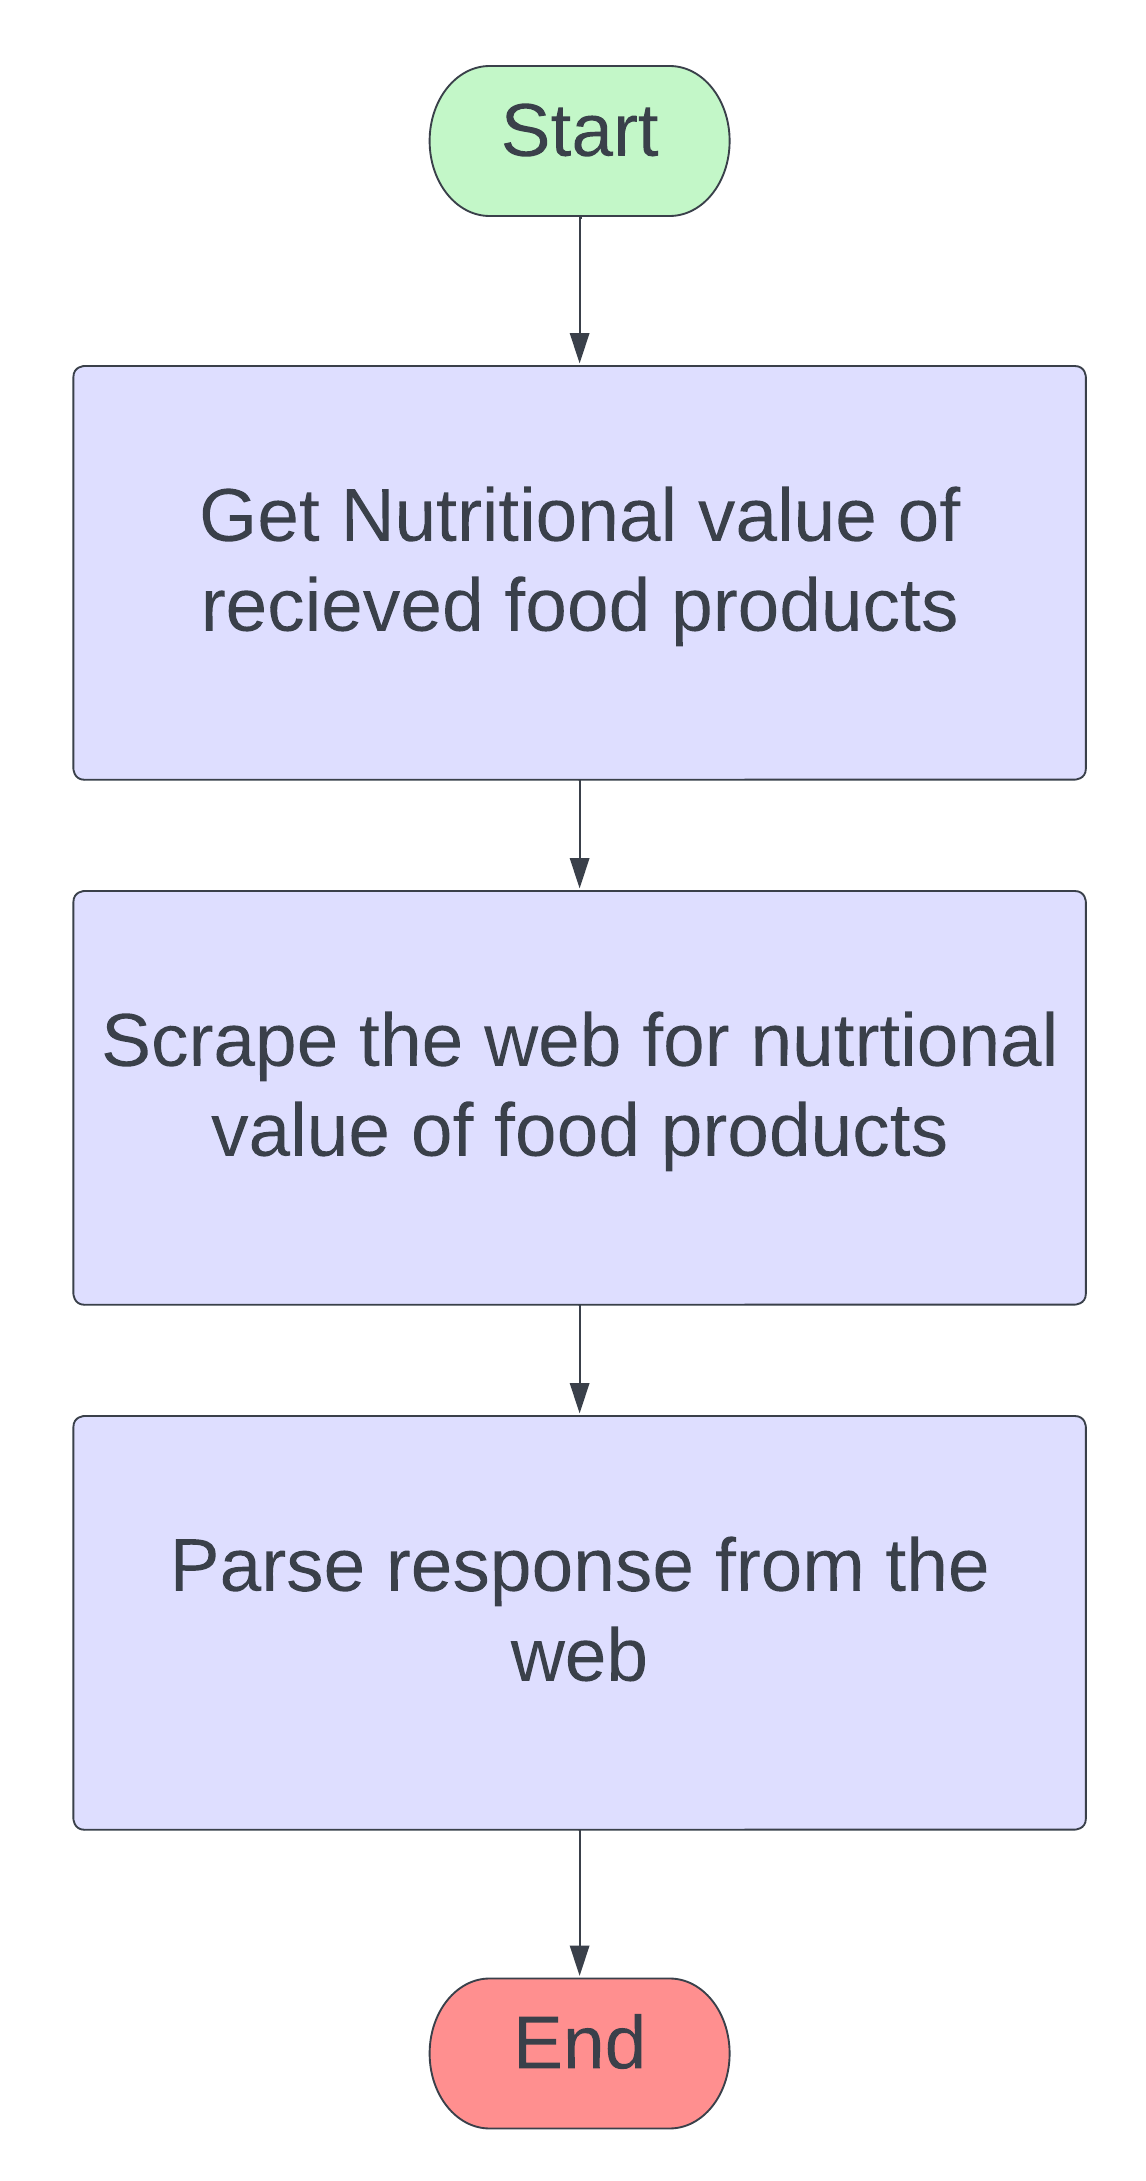 Start
Get Nutritional value of
recieved food products
Scrape the web for nutrtional
value of food products
Parse response from the
web
End